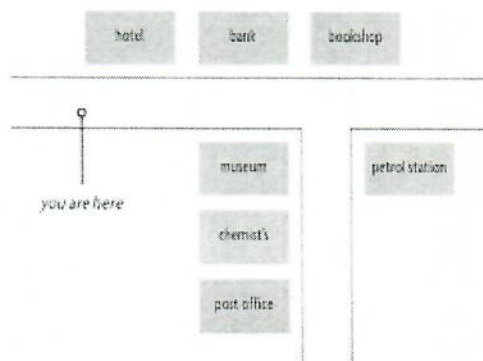 hotel bank bookshop
museum petrol station
you are here
chemist's
post office